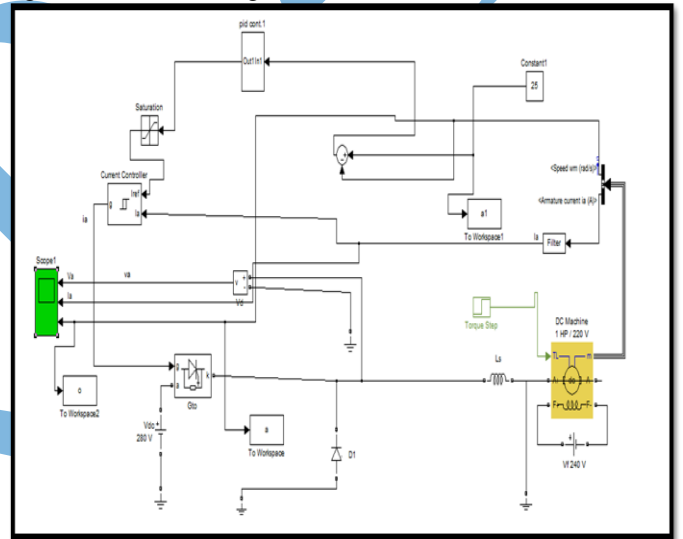 pid cont.1
Out1 In1
Constant1
25
Saturation
<Speed wm (rad/s)>
Current Controller
Iref
g
Ia
<Armature current ia (A)>
a1
To Workspace1
Ia
Filter
ia
Scope1
Va
va
Ia
v
+
-
Vd
Torque Step
DC Machine
1 HP / 220 V
TL
m
Ls
A+
dc
A-
F+
F-
g
a
k
Gto
o
To Workspace2
Vdc
+
280 V
a
To Workspace
D1
+
Vf 240 V